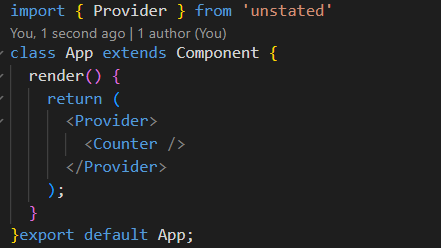 import { Provider } from 'unstated'
You, 1 second ago | 1 author (You)
class App extends Component {
  render() {
    return (
      <Provider>
        <Counter />
      </Provider>
    );
  }
}export default App;